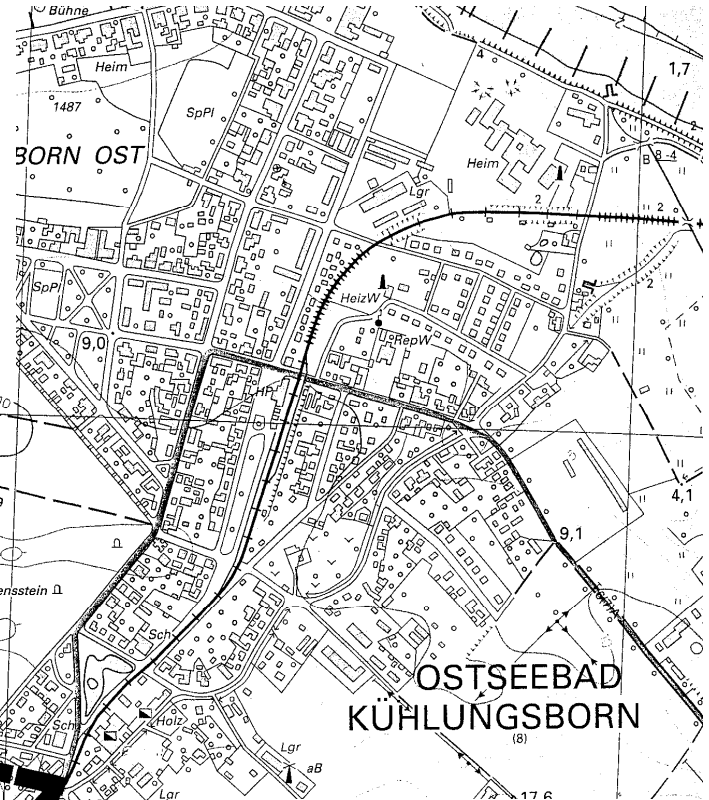 Bühne
4
1,7
Heim
1487
SpPl
2
BORN OST
Heim
B
3-4
Lgr
2
2
SpPl
HeizW
2
9,0
RepW
HP
4,1
9,1
ensstein
Sch
OSTSEEBAD
KÜHLUNGSBORN
(8)
Sch
Holz
Lgr
aB
Lgr
17,6